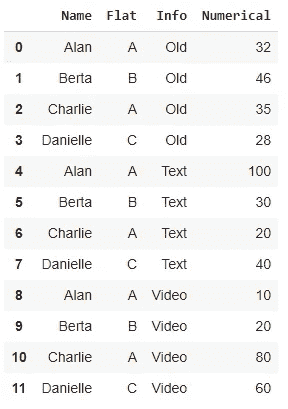 Name Flat Info Numerical
0 Alan A Old 32
1 Berta B Old 46
2 Charlie A Old 35
3 Danielle C Old 28
4 Alan A Text 100
5 Berta B Text 30
6 Charlie A Text 20
7 Danielle C Text 40
8 Alan A Video 10
9 Berta B Video 20
10 Charlie A Video 80
11 Danielle C Video 60